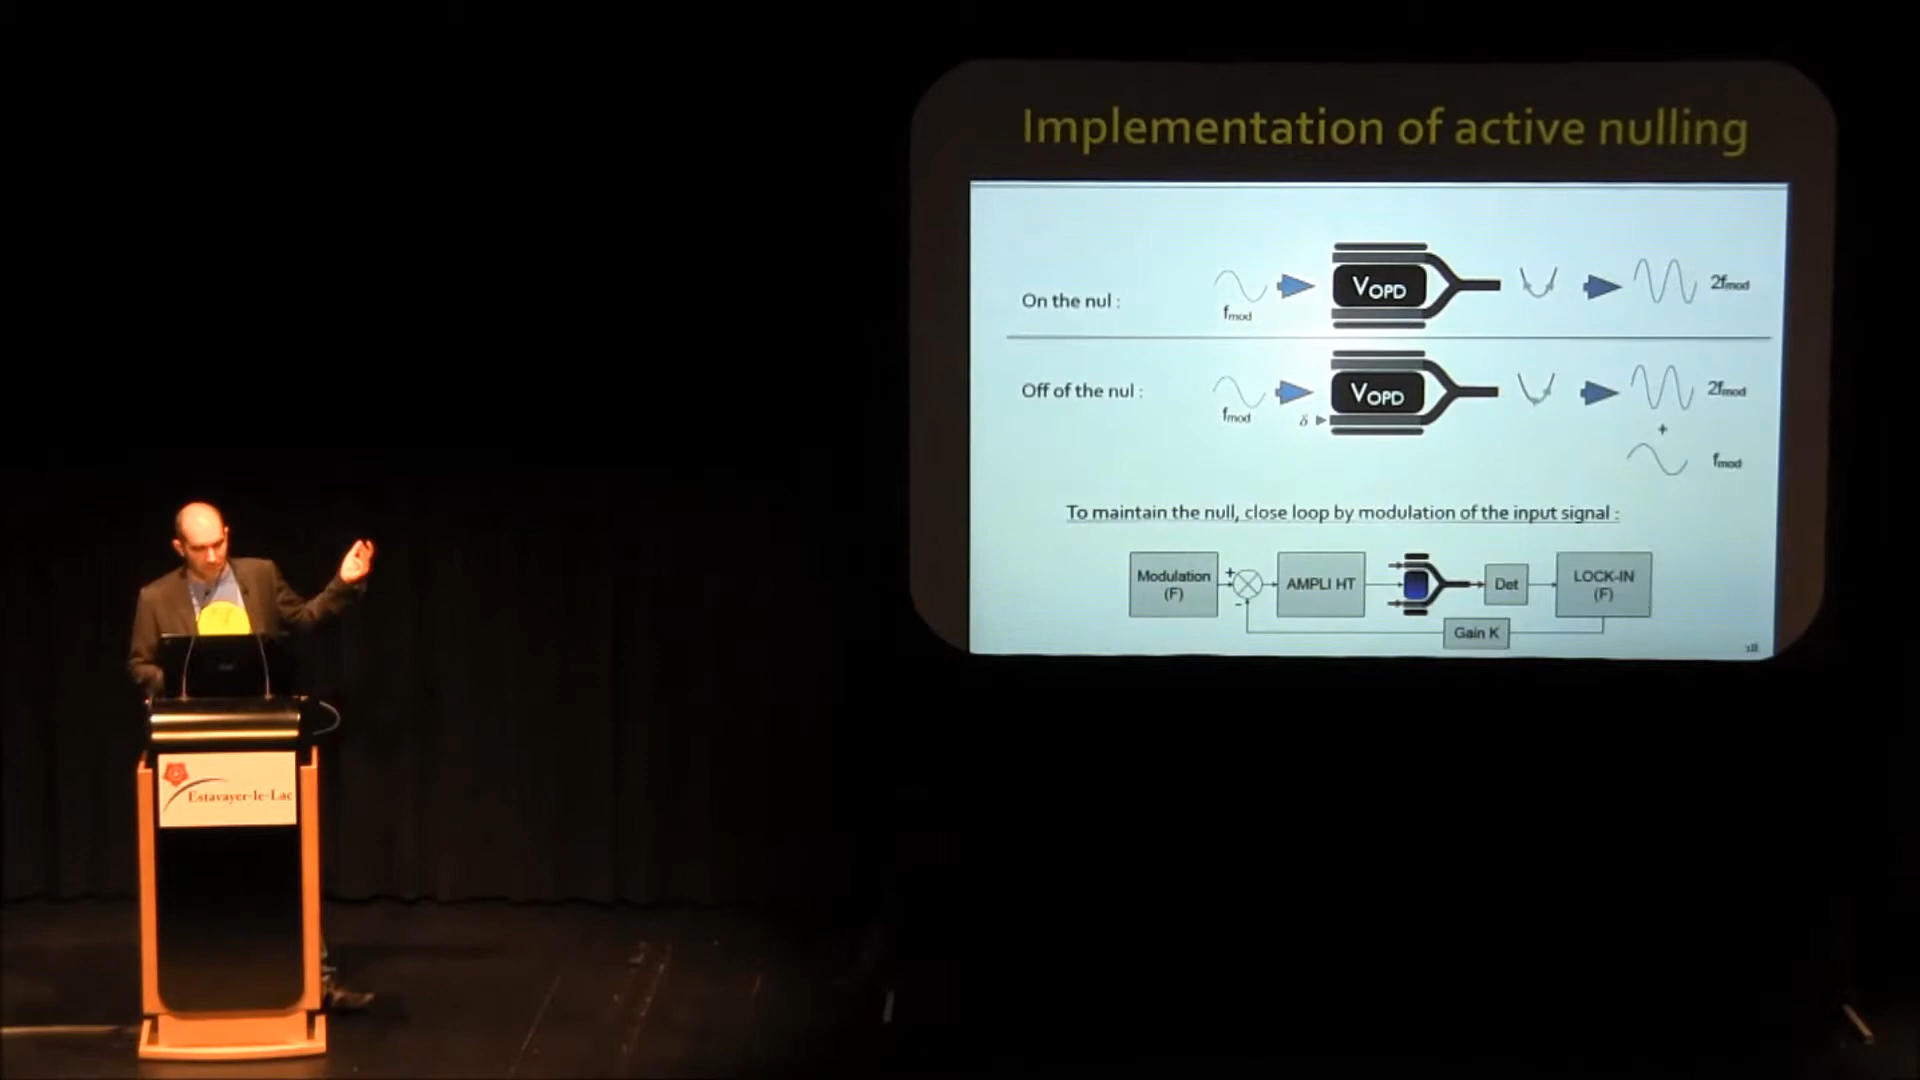 Implementation of active nulling
On the nul :
fmod
VOPD
2fmod
Off of the nul :
fmod
δ
VOPD
2fmod
+
fmod
To maintain the null, close loop by modulation of the input signal :
Modulation
(F)
+
-
AMPLI HT
Det
LOCK-IN
(F)
Gain K
18
Estavayer-le-Lac